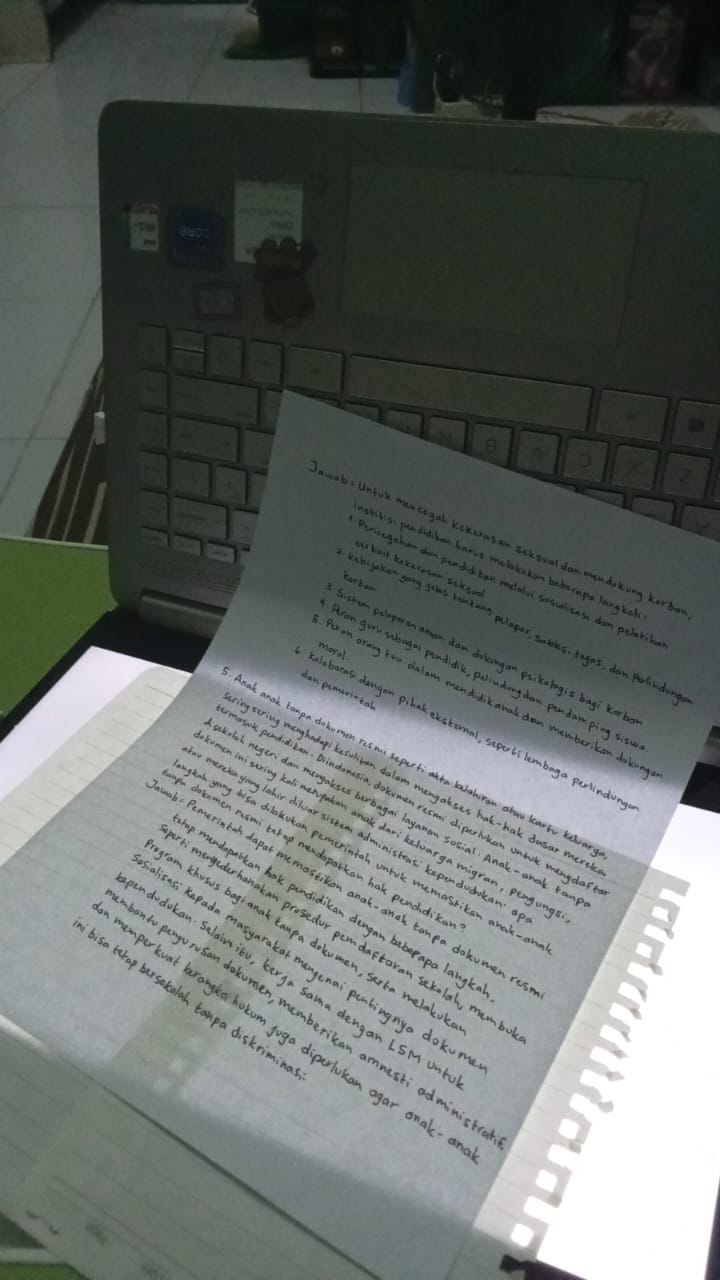 Jawab: Untuk mencegah kekerasan seksual dan mendukung korban,
institisi pendidikan harus melakukan beberapa langkah:
1. Pencegahan dan pendidikan melalui sosialisasi dan pelatihan
terkait kekerasan seksual
2. Kebijakan yang jelas tentang pelapor, sanksi tegas, dan perlindungan
korban
3. Sistem pelaporan aman dan dukungan psikologis bagi korban
4. Peran guru sebagai pendidik, pelindung dan pendamping siswa.
5. Peran orang tua dalam mendidik anak dan memberikan dukungan
moral
6. Kolaborasi dengan pihak eksternal, seperti lembaga perlindungan
dan pemerintah
5. Anak anak tanpa dokumen resmi seperti akta kelahiran atau kartu keluarga,
Sering sering menghadapi kesulitan dalam mengakses hak-hak dasar mereka
termasuk pendidikan. Diindonesia, dokumen resmi diperlukan untuk mengdaftar
disekolah negeri dan mengakses berbagai layanan sosial. Anak-anak tanpa
dokumen ini sering kali merupakan anak dari keluarga migran, pengungsi,
atau mereka yang lahir diluar sistem administrasi kependudukan. apa
langkah yang bisa dilakukan pemerintah untuk memastikan anak-anak
tanpa dokumen resmi tetap mendapatkan hak pendidikan?
Jawab: Pemerintah dapat memastikan anak-anak tanpa dokumen resmi
tetap mendapatkan hak pendidikan dengan beberapa langkah,
Seperti mengederhanakan prosedur pendaftaran sekolah, membuka
Program khusus bagi anak tanpa dokumen, serta melakukan
Sosialisasi kepada masyarakat mengenai pentingnya dokumen
kependudukan. Selain itu, kerja sama dengan LSM untuk
membantu pengurusan dokumen, memberikan amnesti administratif,
dan memperkuat kerangka hukum juga diperlukan agar anak-anak
ini bisa tetap bersekolah tanpa diskriminasi.
CORE
N
B
V
C
X
Z